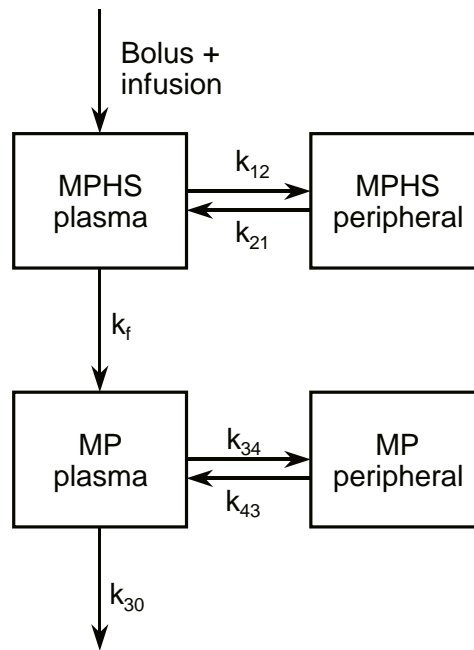 Bolus +
infusion
MPHS
plasma
k12
k21
MPHS
peripheral
kf
MP
plasma
k34
k43
MP
peripheral
k30